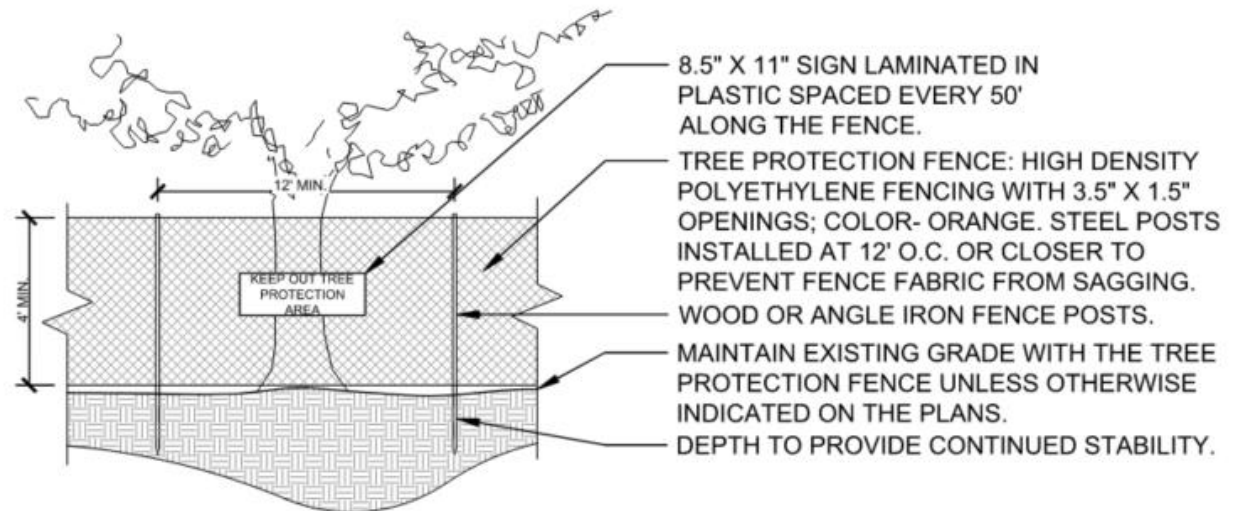 8.5" X 11" SIGN LAMINATED IN
PLASTIC SPACED EVERY 50'
ALONG THE FENCE.
TREE PROTECTION FENCE: HIGH DENSITY
POLYETHYLENE FENCING WITH 3.5" X 1.5"
OPENINGS; COLOR- ORANGE. STEEL POSTS
INSTALLED AT 12' O.C. OR CLOSER TO
PREVENT FENCE FABRIC FROM SAGGING.
WOOD OR ANGLE IRON FENCE POSTS.
MAINTAIN EXISTING GRADE WITH THE TREE
PROTECTION FENCE UNLESS OTHERWISE
INDICATED ON THE PLANS.
DEPTH TO PROVIDE CONTINUED STABILITY.
12' MIN.
4' MIN.
KEEP OUT TREE
PROTECTION
AREA